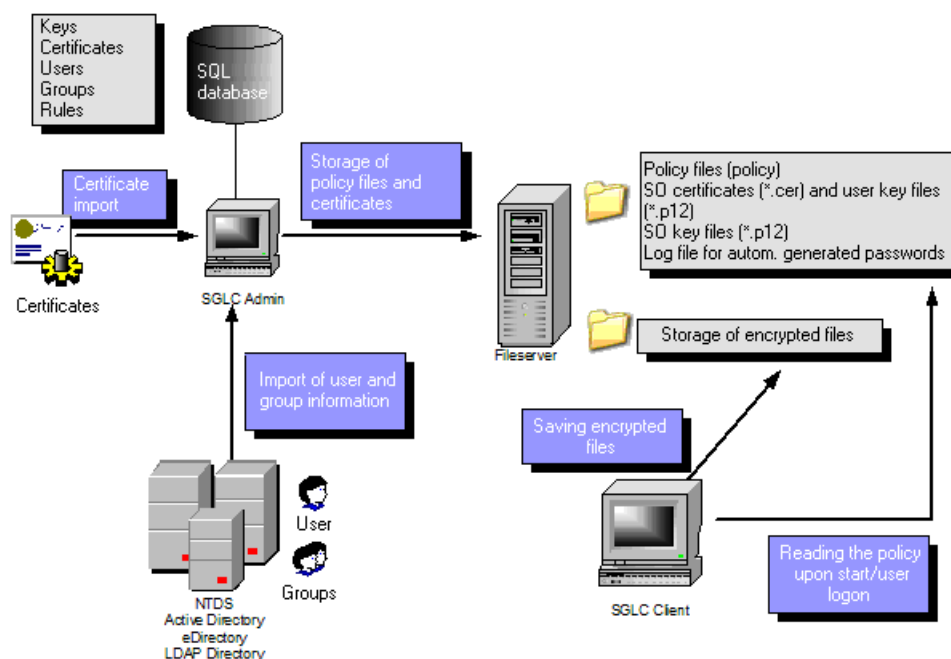 Keys
Certificates
Users
Groups
Rules
SQL
database
Certificate
import
Storage of
policy files and
certificates
Policy files (policy)
SO certificates (*.cer) and user key files
(*.p12)
SO key files (*.p12)
Log file for autom. generated passwords
Certificates
SGLC Admin
Fileserver
Storage of encrypted files
Import of user and
group information
Saving encrypted
files
User
Groups
NTDS
Active Directory
eDirectory
LDAP Directory
SGLC Client
Reading the policy
upon start/user
logon